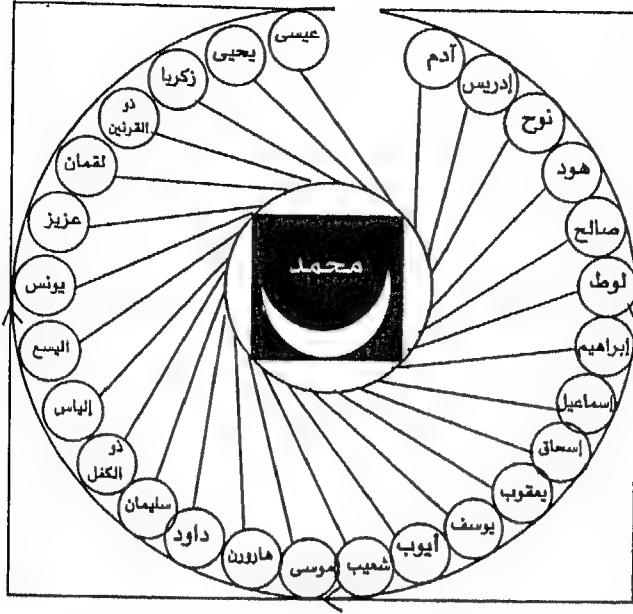 آدم
إدريس
نوح
هود
صالح
لوط
إبراهيم
إسماعيل
إسحاق
يعقوب
يوسف
أيوب
شعيب
موسى
هارورن
داود
سليمان
ذو
الكفل
إلياس
اليسع
يونس
عزيز
لقمان
ذو
القرنين
زكريا
يحيى
عيسى
محمد